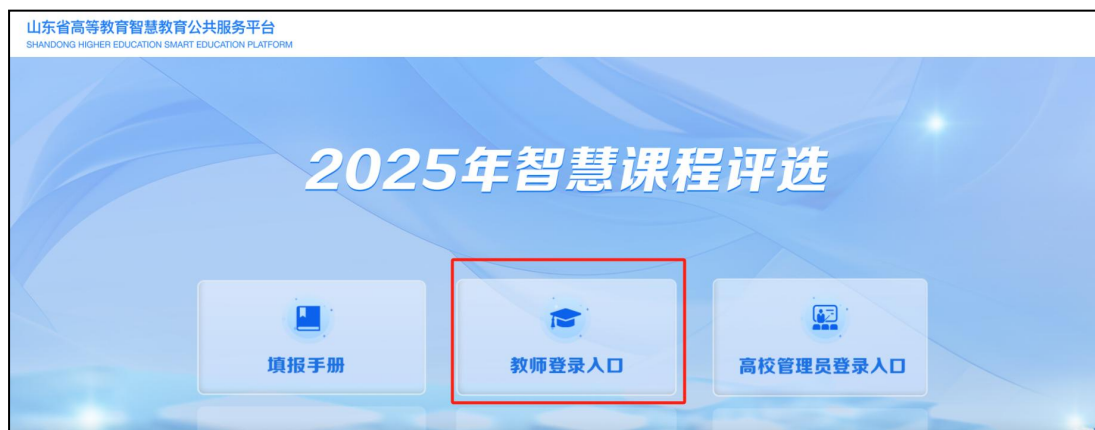 山东省高等教育智慧教育公共服务平台
SHANDONG HIGHER EDUCATION SMART EDUCATION PLATFORM
2025年智慧课程评选
填报手册
教师登录入口
高校管理员登录入口